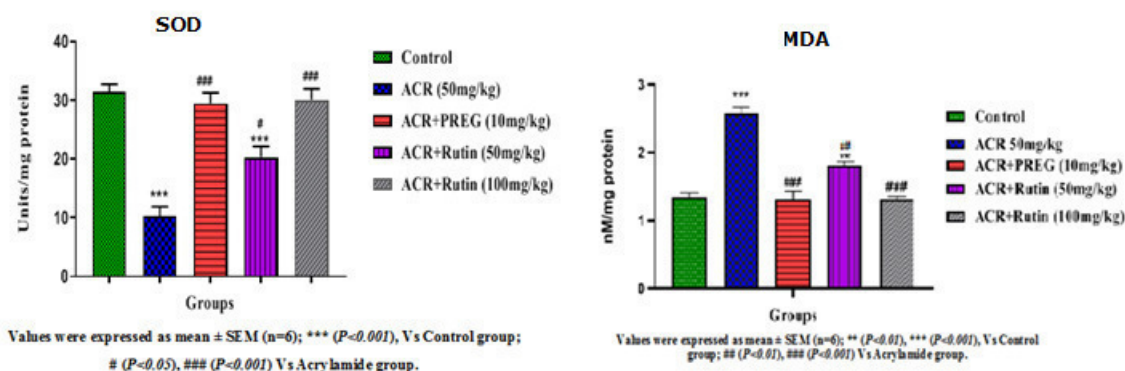 SOD
Units/mg protein
40
30
20
10
0
***
###
#
***
###
Groups
Control
ACR (50mg/kg)
ACR+PREG (10mg/kg)
ACR+Rutin (50mg/kg)
ACR+Rutin (100mg/kg)
Values were expressed as mean ± SEM (n=6); *** (P<0.001), Vs Control group;
# (P<0.05), ### (P<0.001) Vs Acrylamide group.
MDA
nM/mg protein
3
2
1
0
***
###
##
**
###
Groups
Control
ACR 50mg/kg
ACR+PREG (10mg/kg)
ACR+Rutin (50mg/kg)
ACR+Rutin (100mg/kg)
Values were expressed as mean ± SEM (n=6); ** (P<0.01), *** (P<0.001), Vs Control
group; ## (P<0.01), ### (P<0.001) Vs Acrylamide group.